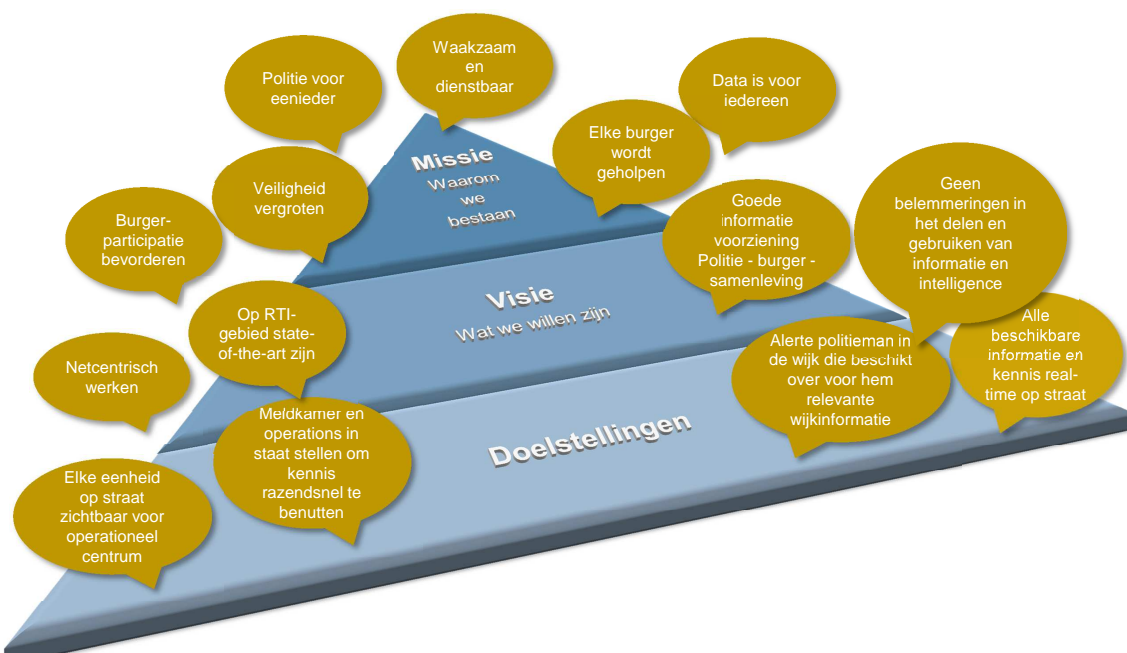 Waakzaam
en
dienstbaar
Politie voor
eenieder
Data is voor
iedereen
Elke burger
wordt
geholpen
Missie
Waarom
we
bestaan
Veiligheid
vergroten
Geen
belemmeringen in
het delen en
gebruiken van
informatie en
intelligence
Burger-
participatie
bevorderen
Goede
informatie
voorziening
Politie - burger -
samenleving
Visie
Wat we willen zijn
Op RTI-
gebied state-
of-the-art zijn
Alle
beschikbare
informatie en
kennis real-
time op straat
Alerte politieman in
de wijk die beschikt
over voor hem
relevante
wijkinformatie
Netcentrisch
werken
Meldkamer en
operations in
staat stellen om
kennis
razendsnel te
benutten
Doelstellingen
Elke eenheid
op straat
zichtbaar voor
operationeel
centrum